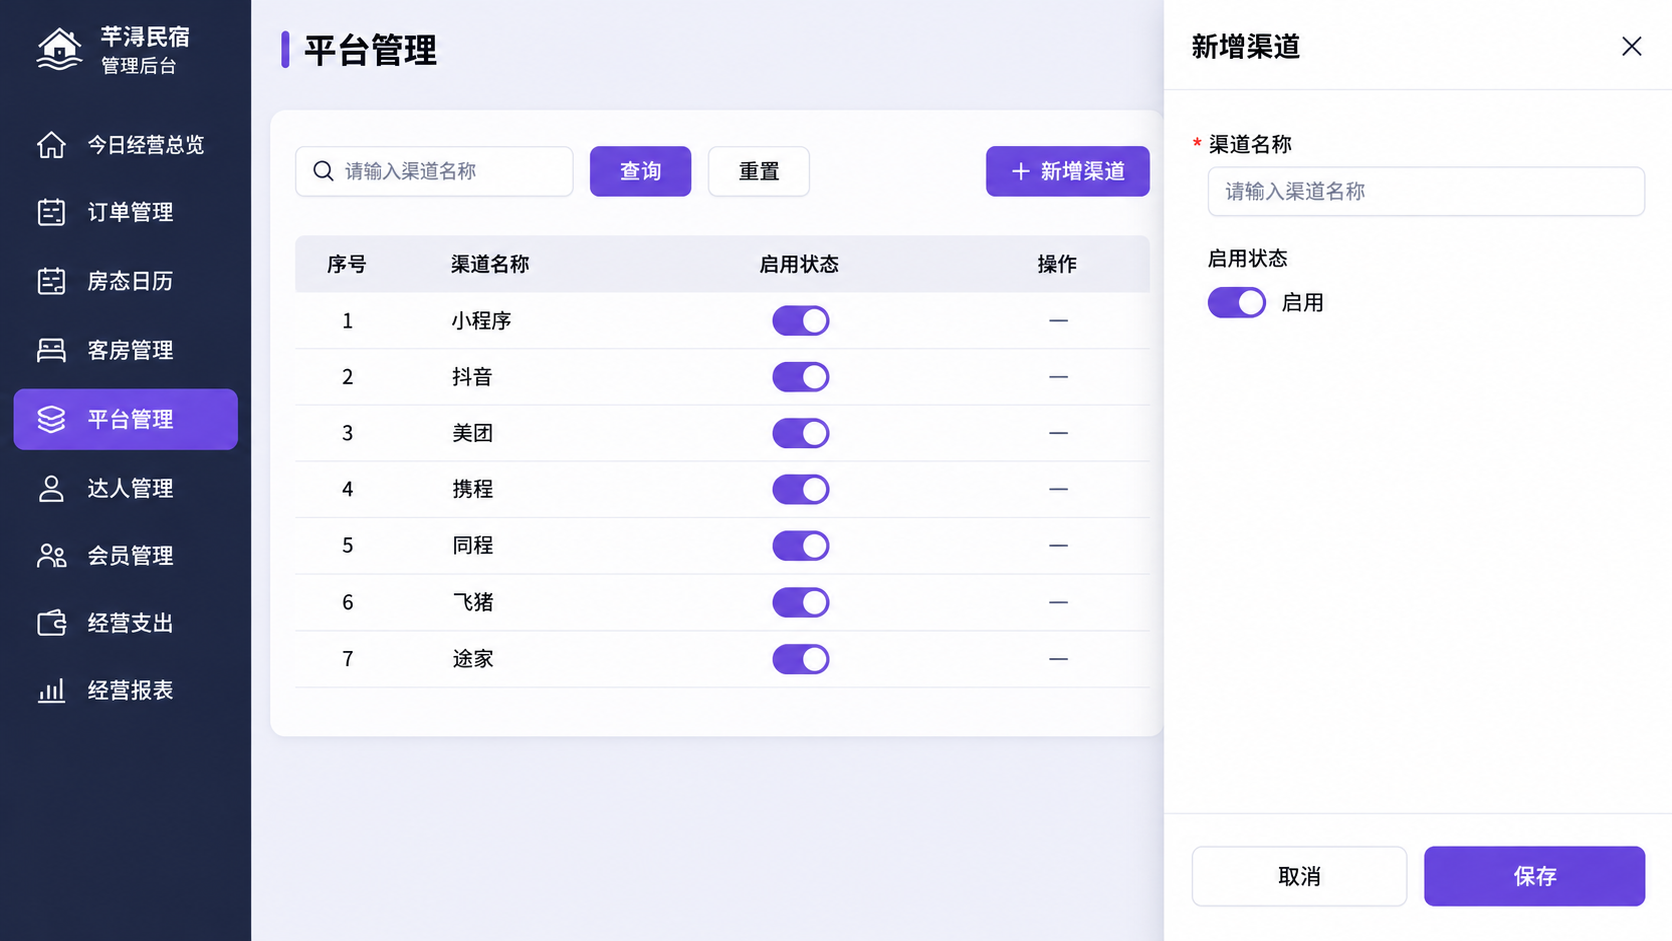 芋浔民宿
管理后台
今日经营总览
订单管理
房态日历
客房管理
平台管理
达人管理
会员管理
经营支出
经营报表
平台管理
请输入渠道名称 查询 重置 + 新增渠道
序号 渠道名称 启用状态 操作
1 小程序 —
2 抖音 —
3 美团 —
4 携程 —
5 同程 —
6 飞猪 —
7 途家 —
新增渠道
* 渠道名称
请输入渠道名称
启用状态
启用
取消 保存